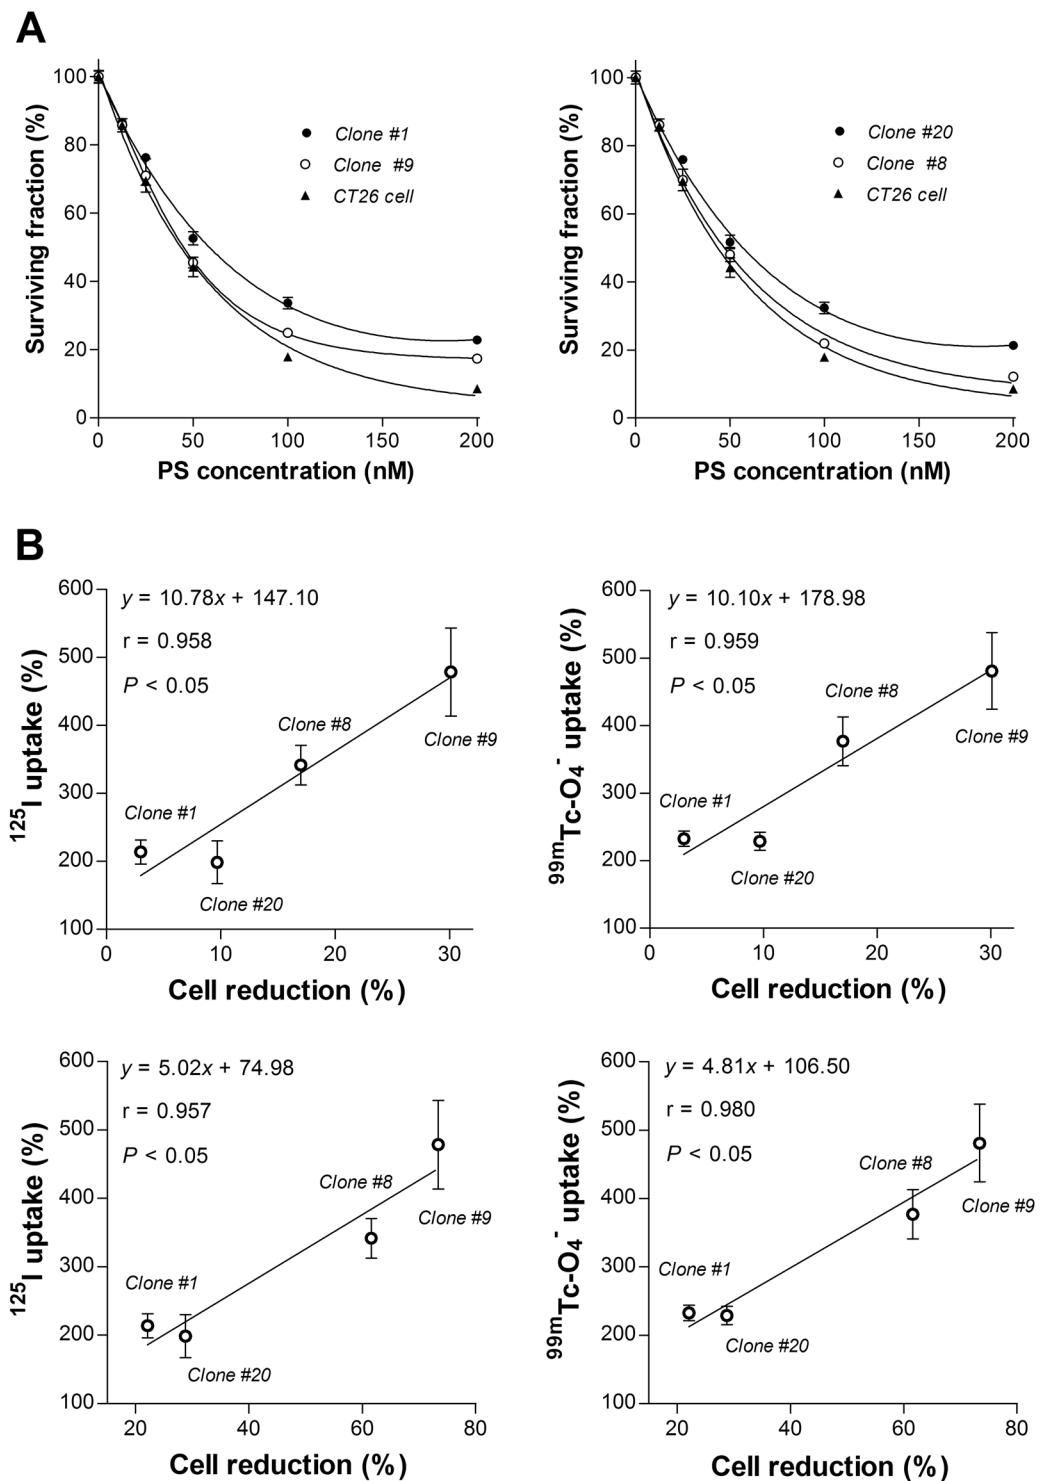 A
Surviving fraction (%)
100
80
60
40
20
0
Clone #1
Clone #9
CT26 cell
0 50 100 150 200
PS concentration (nM)
Surviving fraction (%)
100
80
60
40
20
0
Clone #20
Clone #8
CT26 cell
0 50 100 150 200
PS concentration (nM)
B
125I uptake (%)
600
500
400
300
200
100
y = 10.78x + 147.10
r = 0.958
P < 0.05
Clone #8
Clone #9
Clone #1
Clone #20
0 10 20 30
Cell reduction (%)
99mTc-O4- uptake (%)
600
500
400
300
200
100
y = 10.10x + 178.98
r = 0.959
P < 0.05
Clone #8
Clone #9
Clone #1
Clone #20
0 10 20 30
Cell reduction (%)
125I uptake (%)
600
500
400
300
200
100
y = 5.02x + 74.98
r = 0.957
P < 0.05
Clone #8
Clone #9
Clone #1
Clone #20
20 40 60 80
Cell reduction (%)
99mTc-O4- uptake (%)
600
500
400
300
200
100
y = 4.81x + 106.50
r = 0.980
P < 0.05
Clone #8
Clone #9
Clone #1
Clone #20
20 40 60 80
Cell reduction (%)